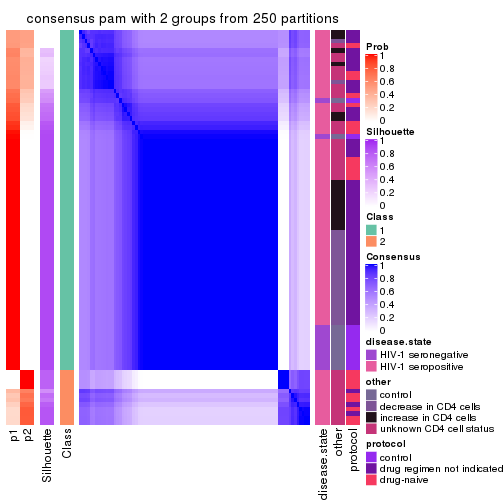 consensus pam with 2 groups from 250 partitions
Prob
1
0.8
0.6
0.4
0.2
0
Silhouette
1
0.8
0.6
0.4
0.2
0
Class
1
2
Consensus
1
0.8
0.6
0.4
0.2
0
disease.state
HIV-1 seronegative
HIV-1 seropositive
other
control
decrease in CD4 cells
increase in CD4 cells
unknown CD4 cell status
protocol
control
drug regimen not indicated
drug-naive
p1
p2
Silhouette
Class
disease.state
other
protocol